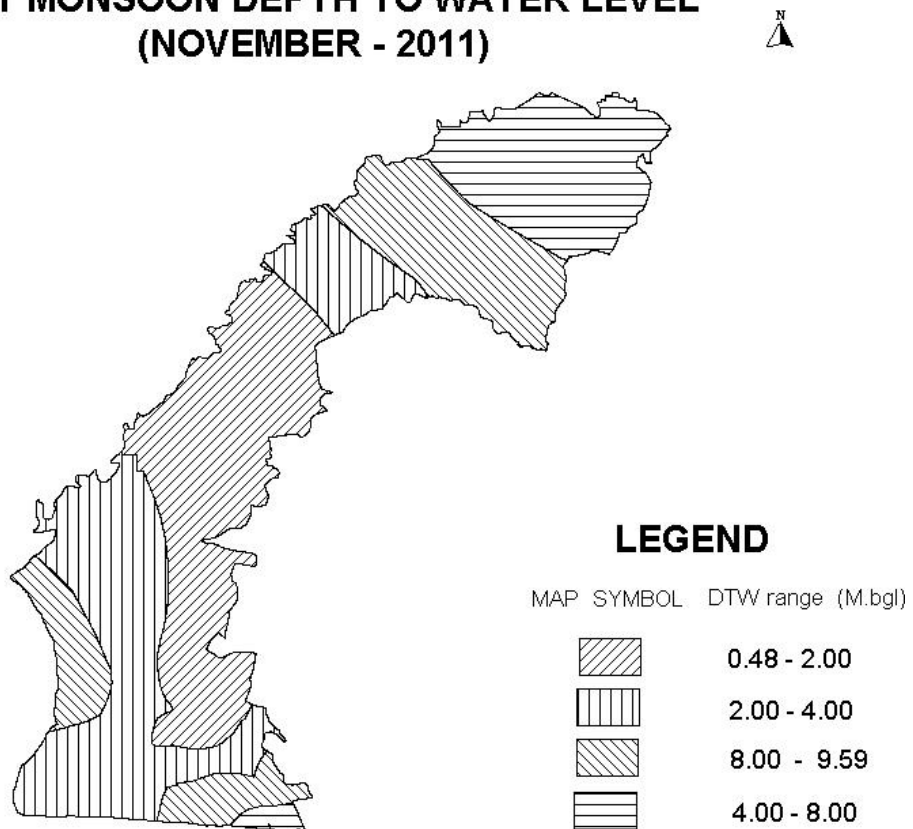 MONSOON DEPTH TO WATER LEVEL
(NOVEMBER - 2011)
N
LEGEND
MAP SYMBOL DTW range (M.bgl)
0.48 - 2.00
2.00 - 4.00
8.00 - 9.59
4.00 - 8.00